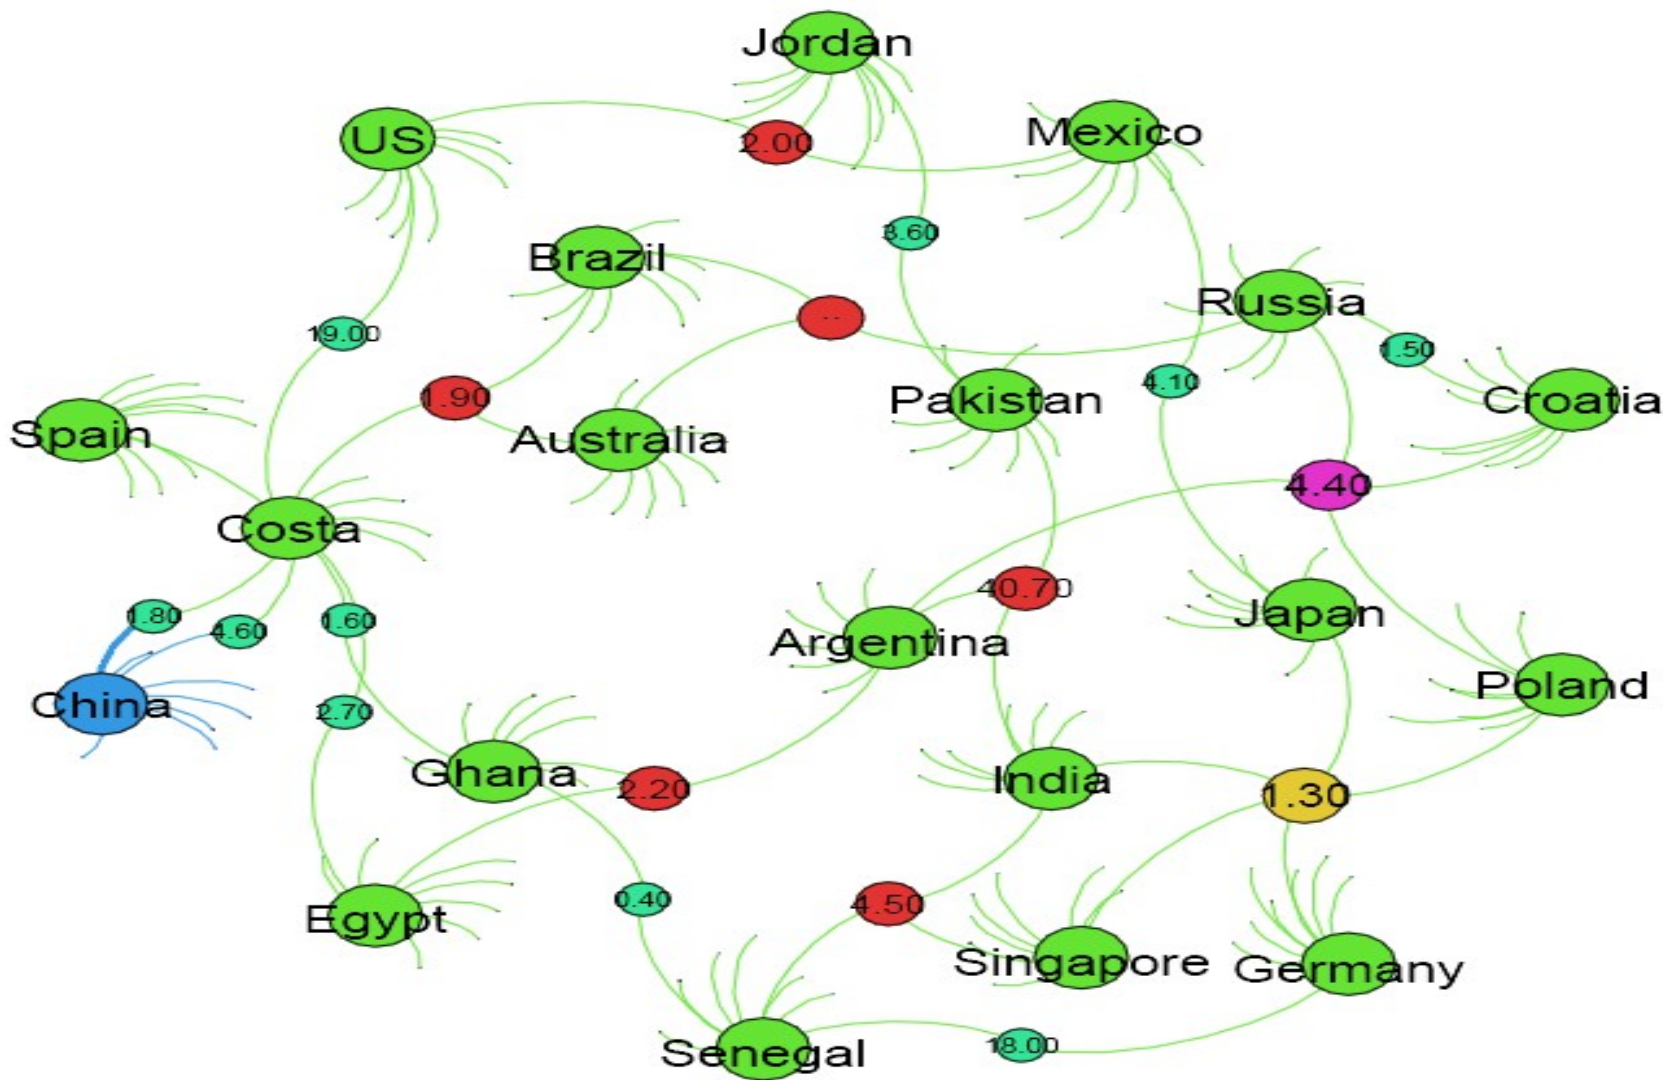 Jordan
US
Mexico
2.00
3.60
Brazil
Russia
--
19.00
1.50
4.10
1.90
Pakistan
Croatia
Spain
Australia
4.40
Costa
40.70
1.80
4.60
1.60
Argentina
Japan
Poland
China
2.70
Ghana
2.20
India
1.30
0.40
4.50
Egypt
Singapore
Germany
Senegal
18.00